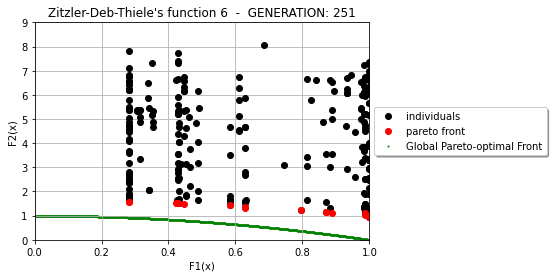 Zitzler-Deb-Thiele's function 6 - GENERATION: 251
F2(x)
9
8
7
6
5
4
3
2
1
0
0.0 0.2 0.4 0.6 0.8 1.0
F1(x)
individuals
pareto front
Global Pareto-optimal Front